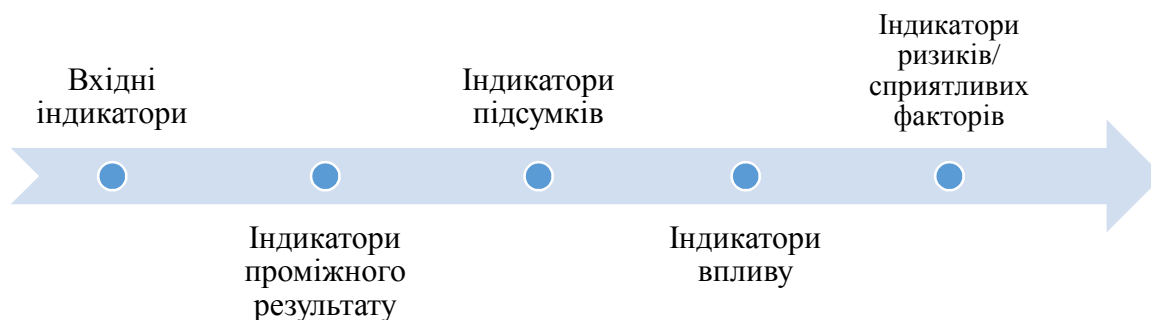 Вхідні
індикатори
Індикатори
проміжного
результату
Індикатори
підсумків
Індикатори
впливу
Індикатори
ризиків/
сприятливих
факторів